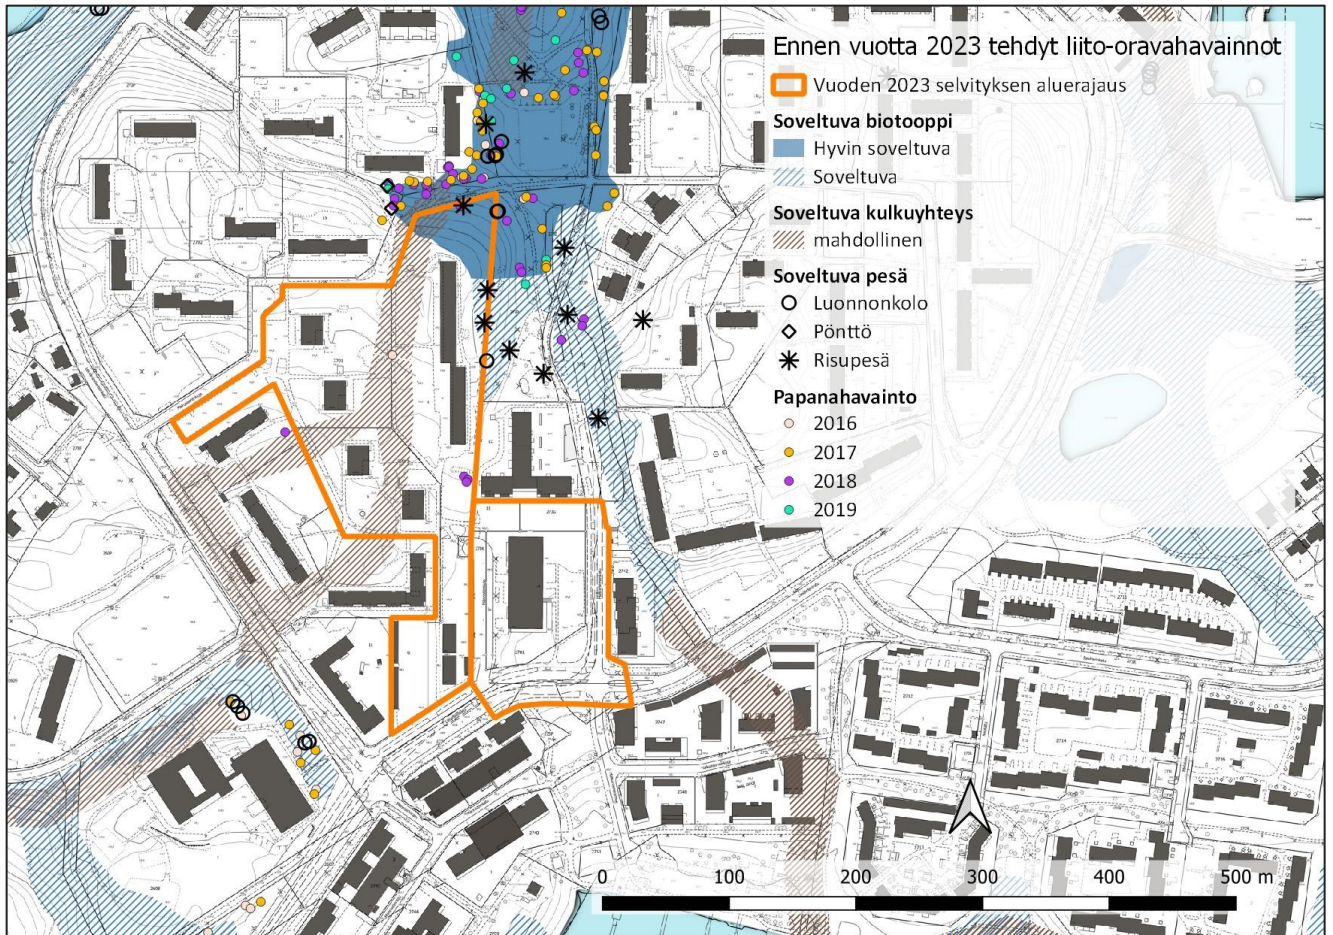 Ennen vuotta 2023 tehdyt liito-oravahavainnot
Vuoden 2023 selvityksen aluerajaus
Soveltuva biotooppi
Hyvin soveltuva
Soveltuva
Soveltuva kulkuyhteys
mahdollinen
Soveltuva pesä
Luonnonkolo
Pönttö
Risupesä
Papanahavainto
2016
2017
2018
2019
0 100 200 300 400 500 m